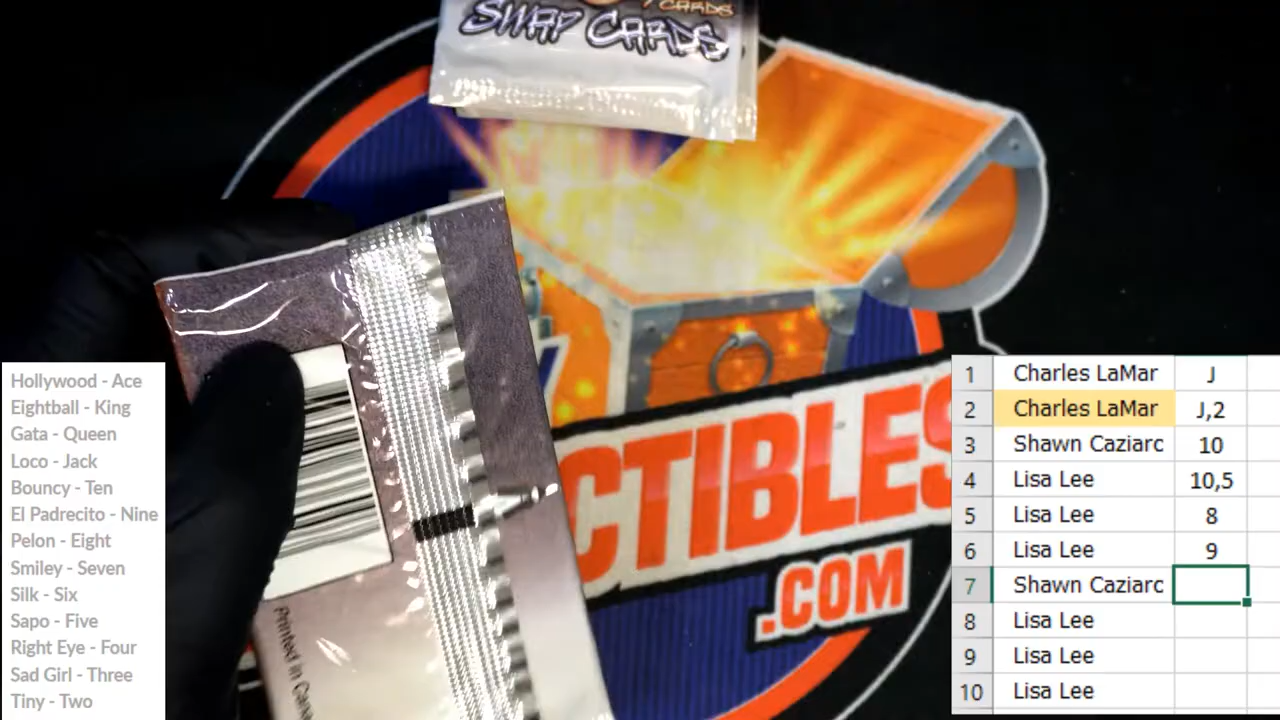 7 CARDS
SWAP CARDS
CTIBLES
.COM
Printed in
Hollywood - Ace
Eightball - King
Gata - Queen
Loco - Jack
Bouncy - Ten
El Padrecito - Nine
Pelon - Eight
Smiley - Seven
Silk - Six
Sapo - Five
Right Eye - Four
Sad Girl - Three
Tiny - Two
1 Charles LaMar J
2 Charles LaMar J,2
3 Shawn Caziarc 10
4 Lisa Lee 10,5
5 Lisa Lee 8
6 Lisa Lee 9
7 Shawn Caziarc
8 Lisa Lee
9 Lisa Lee
10 Lisa Lee